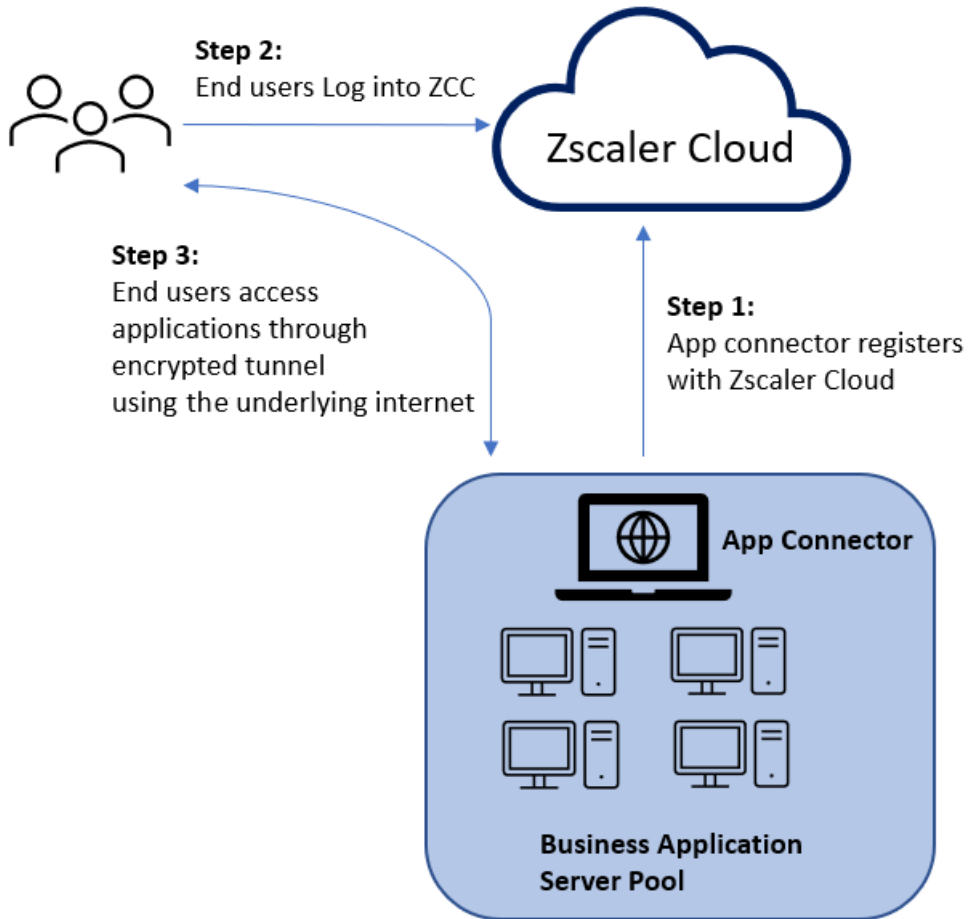 Step 2:
End users Log into ZCC
Zscaler Cloud
Step 3:
End users access
applications through
encrypted tunnel
using the underlying internet
Step 1:
App connector registers
with Zscaler Cloud
App Connector
Business Application
Server Pool